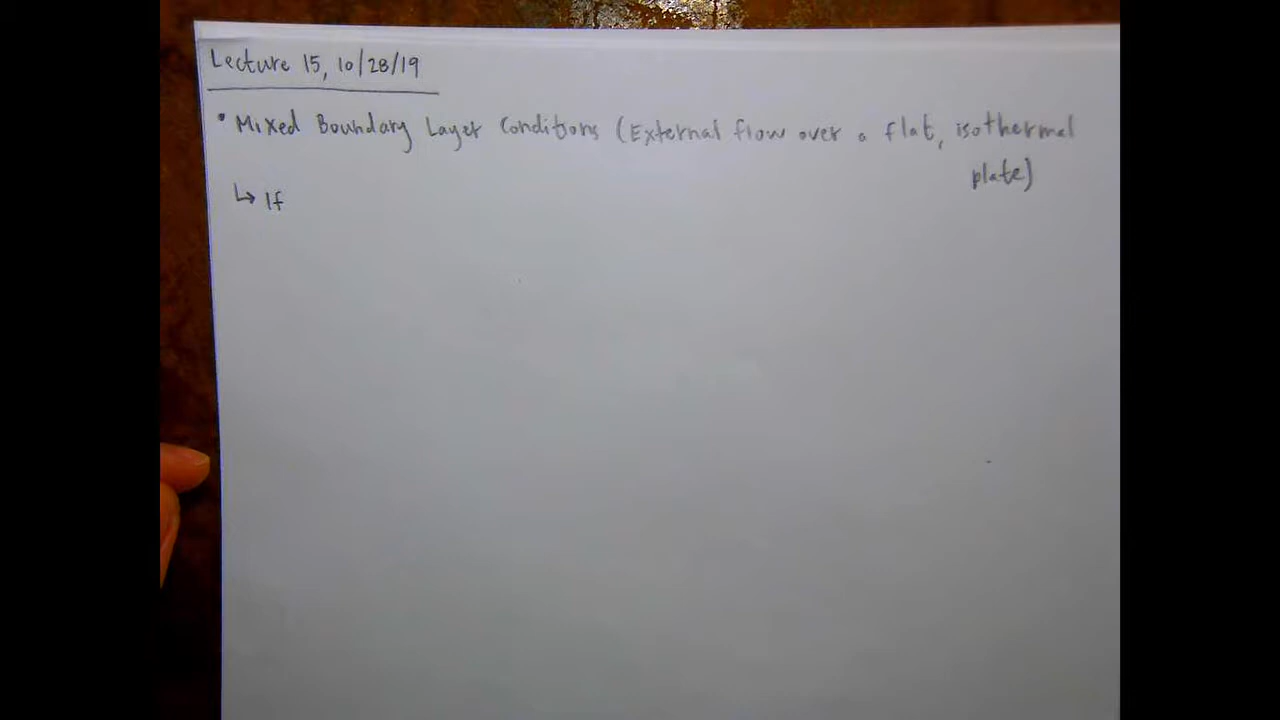 Lecture 15, 10/28/19
• Mixed Boundary Layer Conditions (External flow over a flat, isothermal
plate)
↳ If